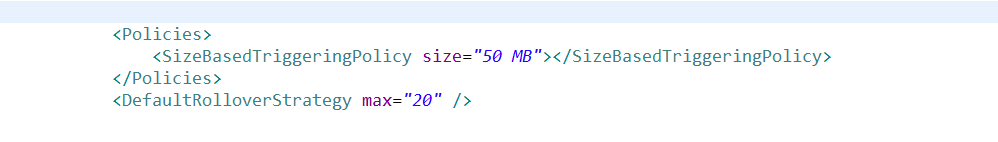 <Policies>
<SizeBasedTriggeringPolicy size="50 MB"></SizeBasedTriggeringPolicy>
</Policies>
<DefaultRolloverStrategy max="20" />